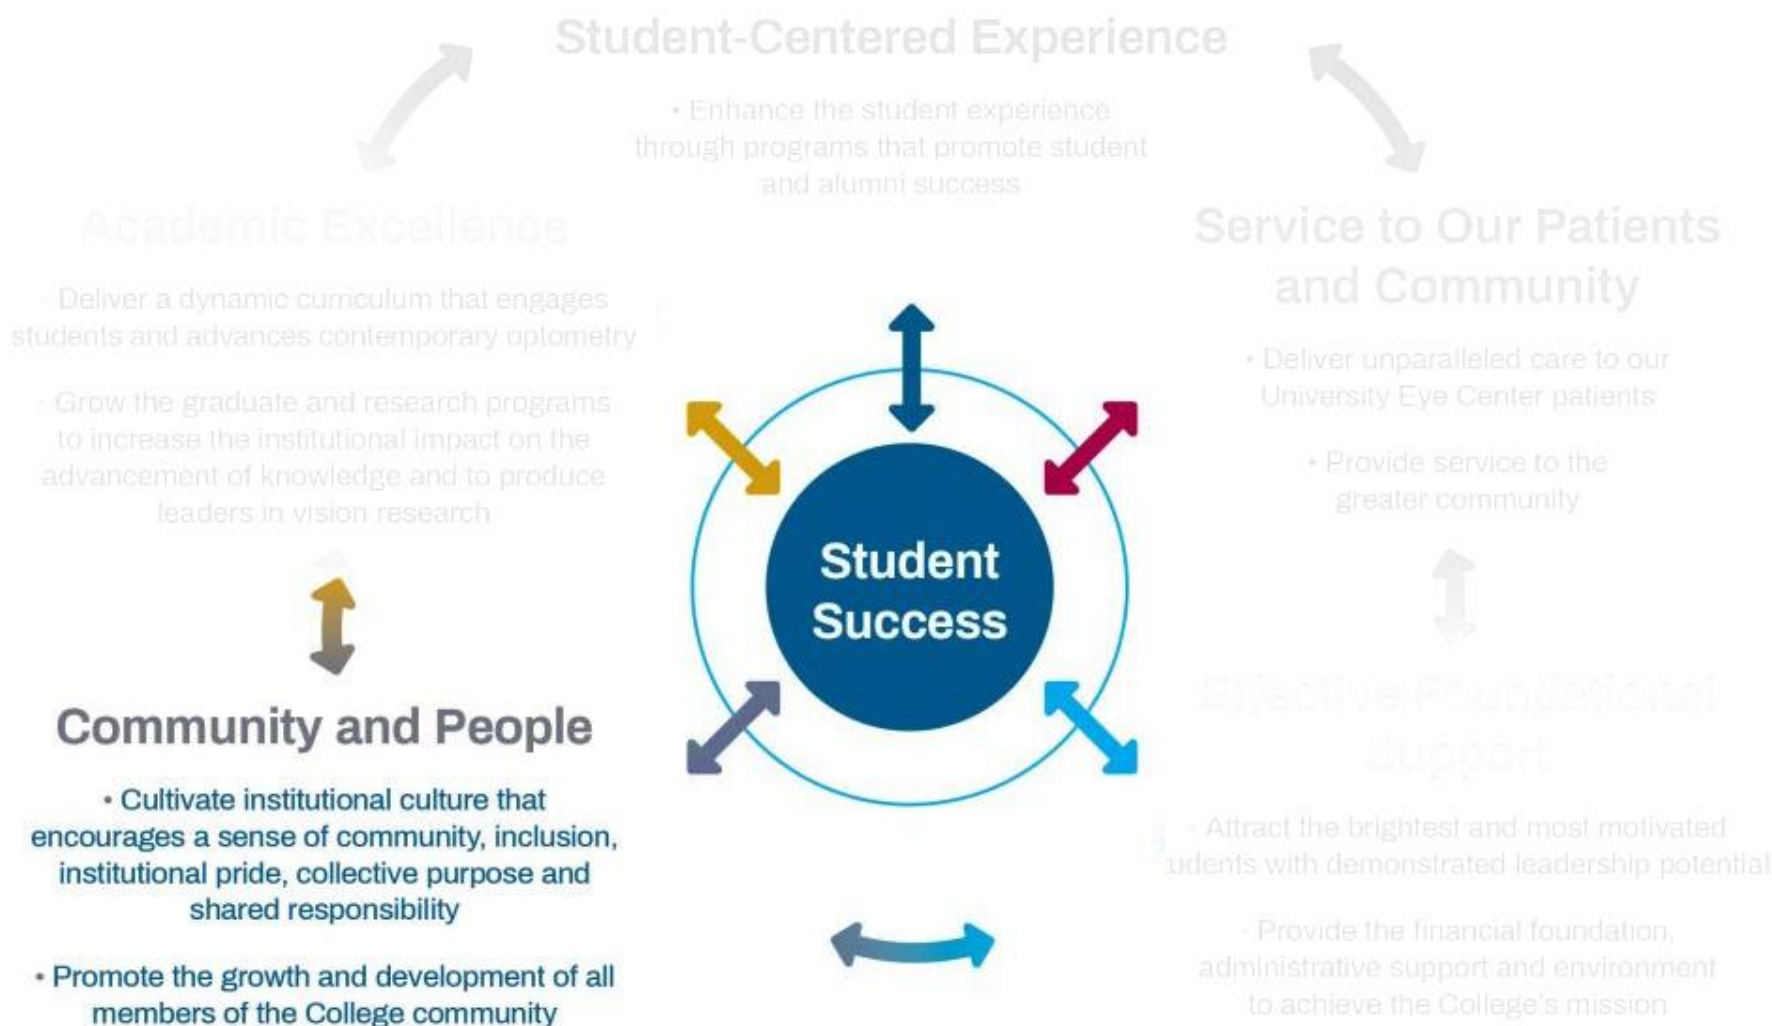 Student-Centered Experience
• Enhance the student experience
through programs that promote student
and alumni success
Academic Excellence
· Deliver a dynamic curriculum that engages
students and advances contemporary optometry
· Grow the graduate and research programs
to increase the institutional impact on the
advancement of knowledge and to produce
leaders in vision research
Service to Our Patients
and Community
• Deliver unparalleled care to our
University Eye Center patients
• Provide service to the
greater community
Student
Success
Community and People
• Cultivate institutional culture that
encourages a sense of community, inclusion,
institutional pride, collective purpose and
shared responsibility
• Promote the growth and development of all
members of the College community
Effective Foundational
Support
· Attract the brightest and most motivated
udents with demonstrated leadership potential
· Provide the financial foundation,
administrative support and environment
to achieve the College's mission